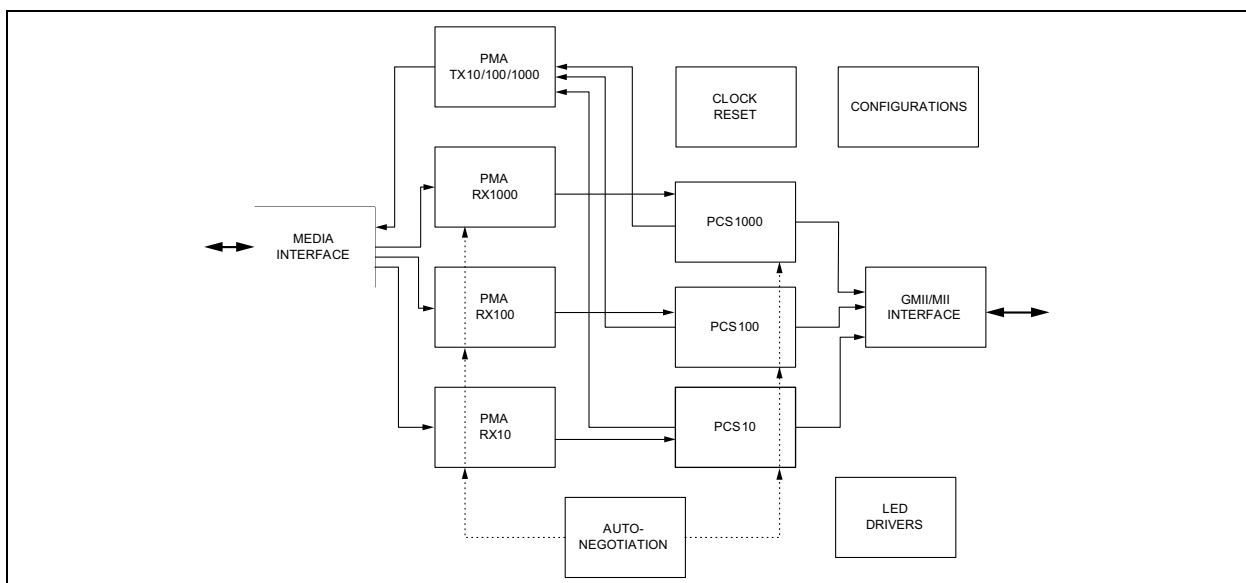 PMA
TX10/100/1000
CLOCK
RESET
CONFIGURATIONS
PMA
RX1000
PCS1000
MEDIA
INTERFACE
PMA
RX100
PCS100
GMII/MII
INTERFACE
PMA
RX10
PCS10
AUTO-
NEGOTIATION
LED
DRIVERS